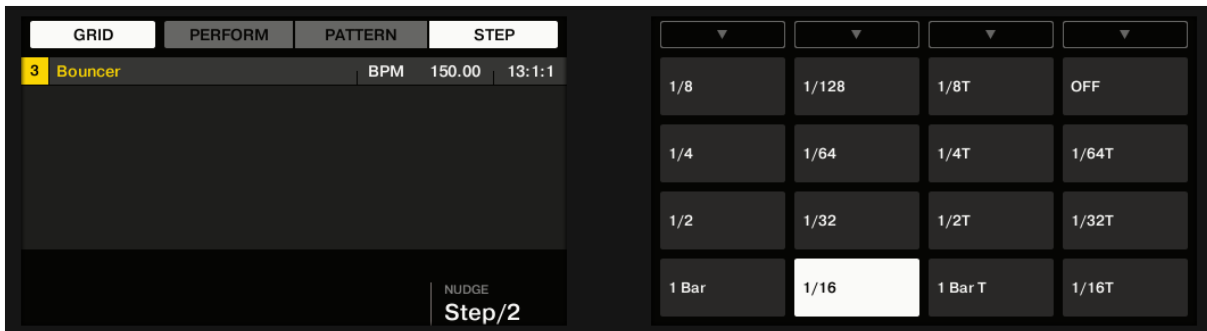 GRID PERFORM PATTERN STEP
3 Bouncer BPM 150.00 13:1:1
NUDGE
Step/2
1/8 1/128 1/8T OFF
1/4 1/64 1/4T 1/64T
1/2 1/32 1/2T 1/32T
1 Bar 1/16 1 Bar T 1/16T